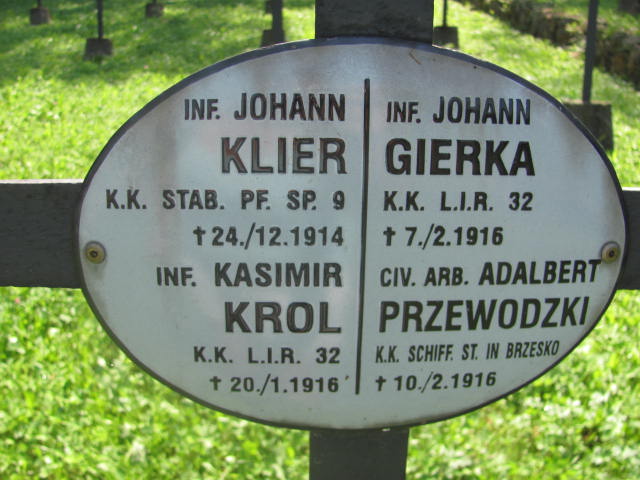 INF. JOHANN
KLIER
K.K. STAB. PF. SP. 9
✝24./12.1914
INF. KASIMIR
KROL
K.K. L.I.R. 32
✝20./1.1916
INF. JOHANN
GIERKA
K.K. L.I.R. 32
✝7./2.1916
CIV. ARB. ADALBERT
PRZEWODZKI
K.K. SCHIFF. ST. IN BRZESKO
✝10./2.1916